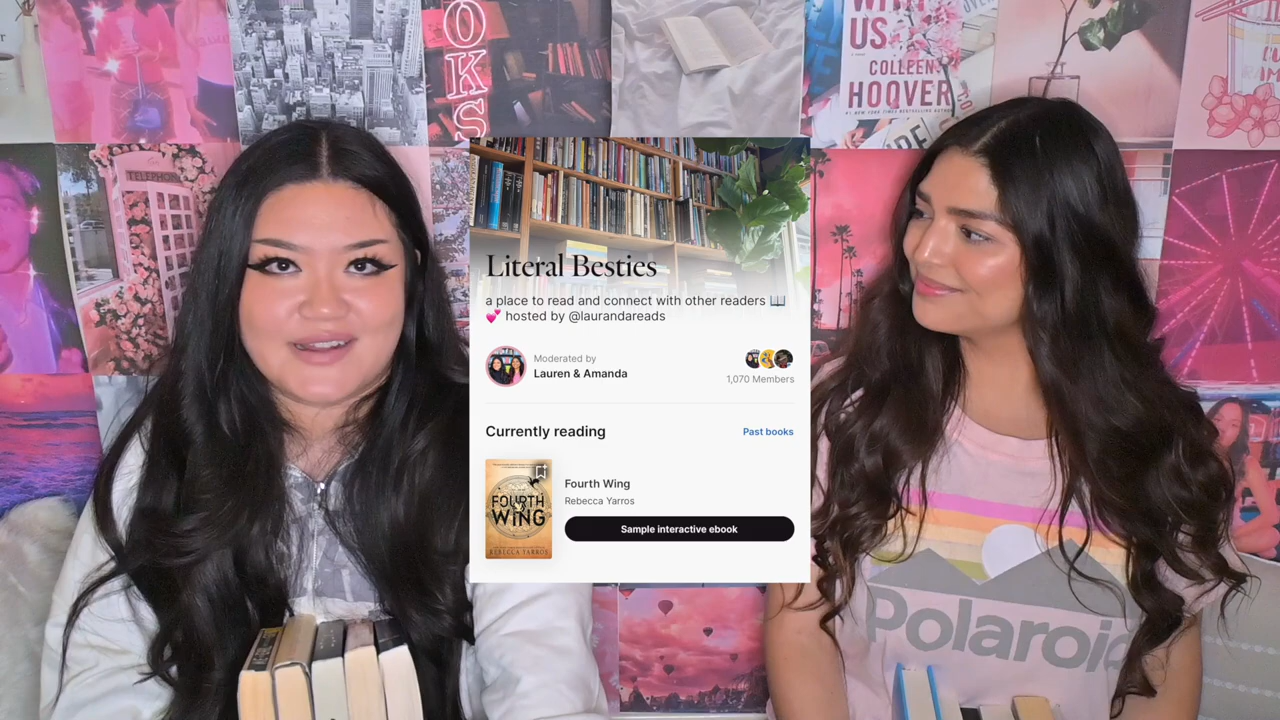 OKS
WITH
US
COLLEEN
HOOVER
TELEPHONE
Literal Besties
a place to read and connect with other readers 📖
💕 hosted by @laurandareads
Moderated by
Lauren & Amanda
1,070 Members
Currently reading
Past books
FOURTH
WING
REBECCA YARROS
Fourth Wing
Rebecca Yarros
Sample interactive ebook
Polaroid